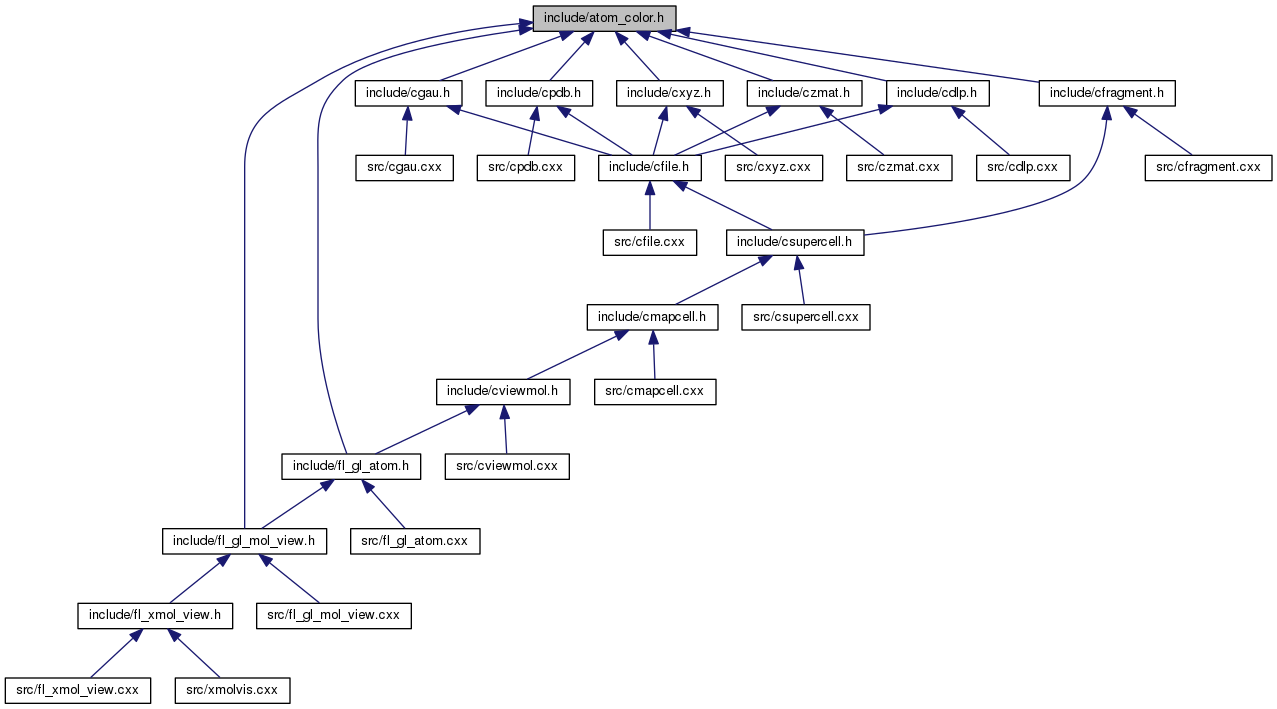 include/atom_color.h
include/cgau.h
include/cpdb.h
include/cxyz.h
include/czmat.h
include/cdlp.h
include/cfragment.h
src/cgau.cxx
src/cpdb.cxx
include/cfile.h
src/cxyz.cxx
src/czmat.cxx
src/cdlp.cxx
src/cfragment.cxx
src/cfile.cxx
include/csupercell.h
include/cmapcell.h
src/csupercell.cxx
include/cviewmol.h
src/cmapcell.cxx
include/fl_gl_atom.h
src/cviewmol.cxx
include/fl_gl_mol_view.h
src/fl_gl_atom.cxx
include/fl_xmol_view.h
src/fl_gl_mol_view.cxx
src/fl_xmol_view.cxx
src/xmolvis.cxx